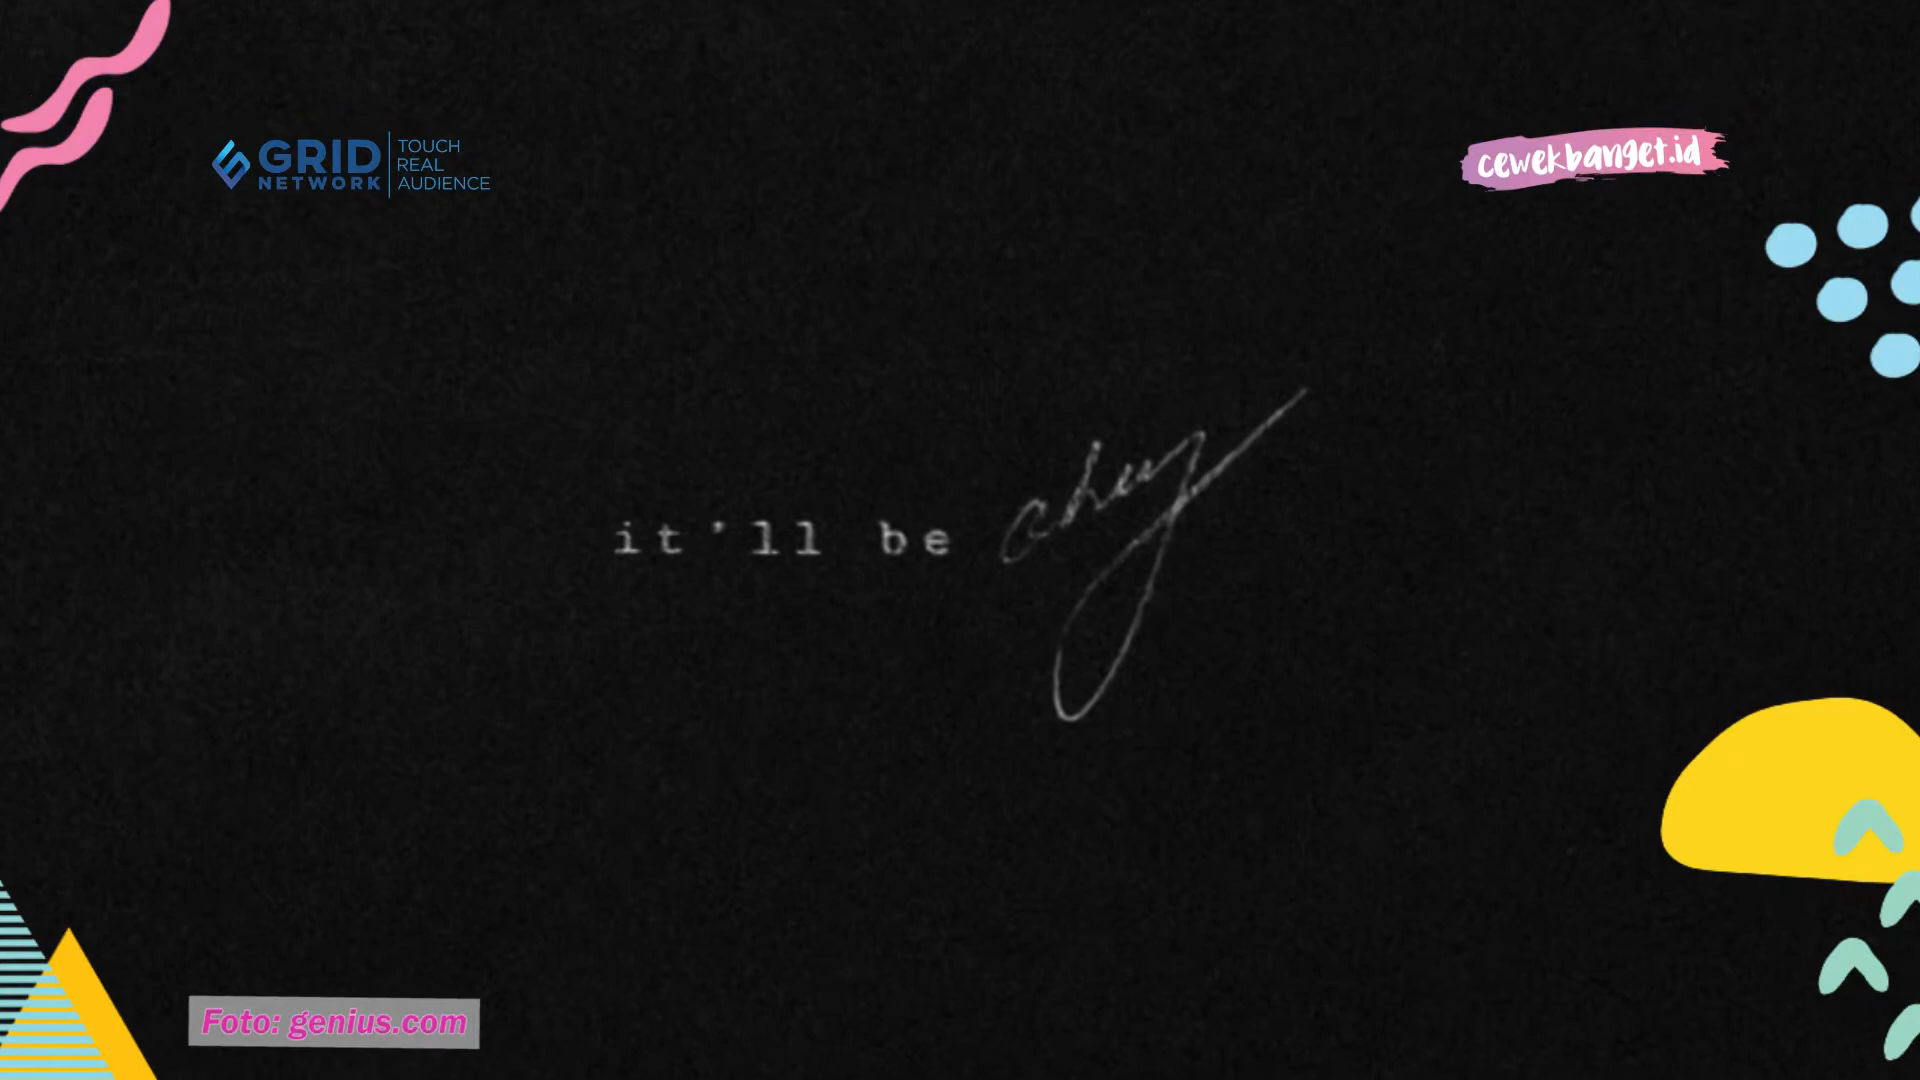 GRID
NETWORK
TOUCH
REAL
AUDIENCE
cewekbanget.id
it'll be okay
Foto: genius.com